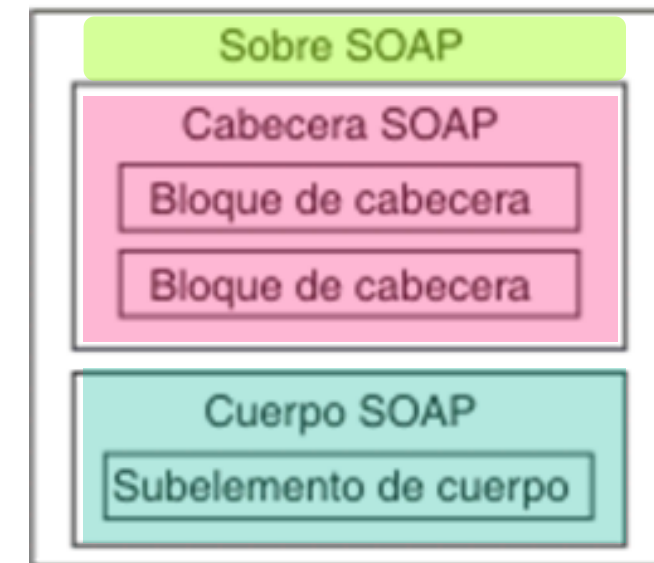 Sobre SOAP
Cabecera SOAP
Bloque de cabecera
Bloque de cabecera
Cuerpo SOAP
Subelemento de cuerpo